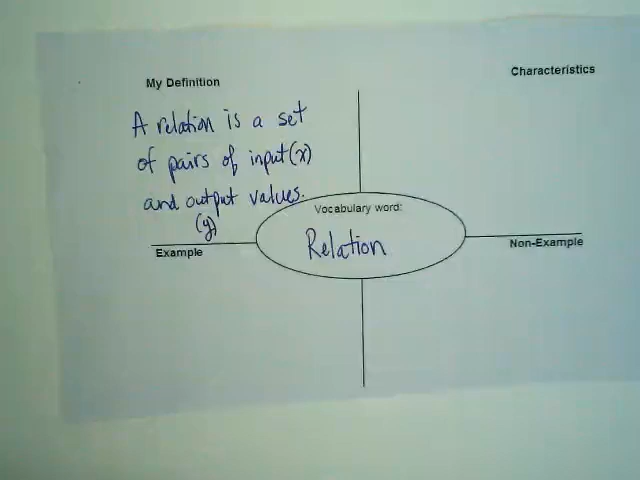 My Definition
A relation is a set
of pairs of input(x)
and output values.
(y)
Characteristics
Vocabulary word:
Relation
Example
Non-Example